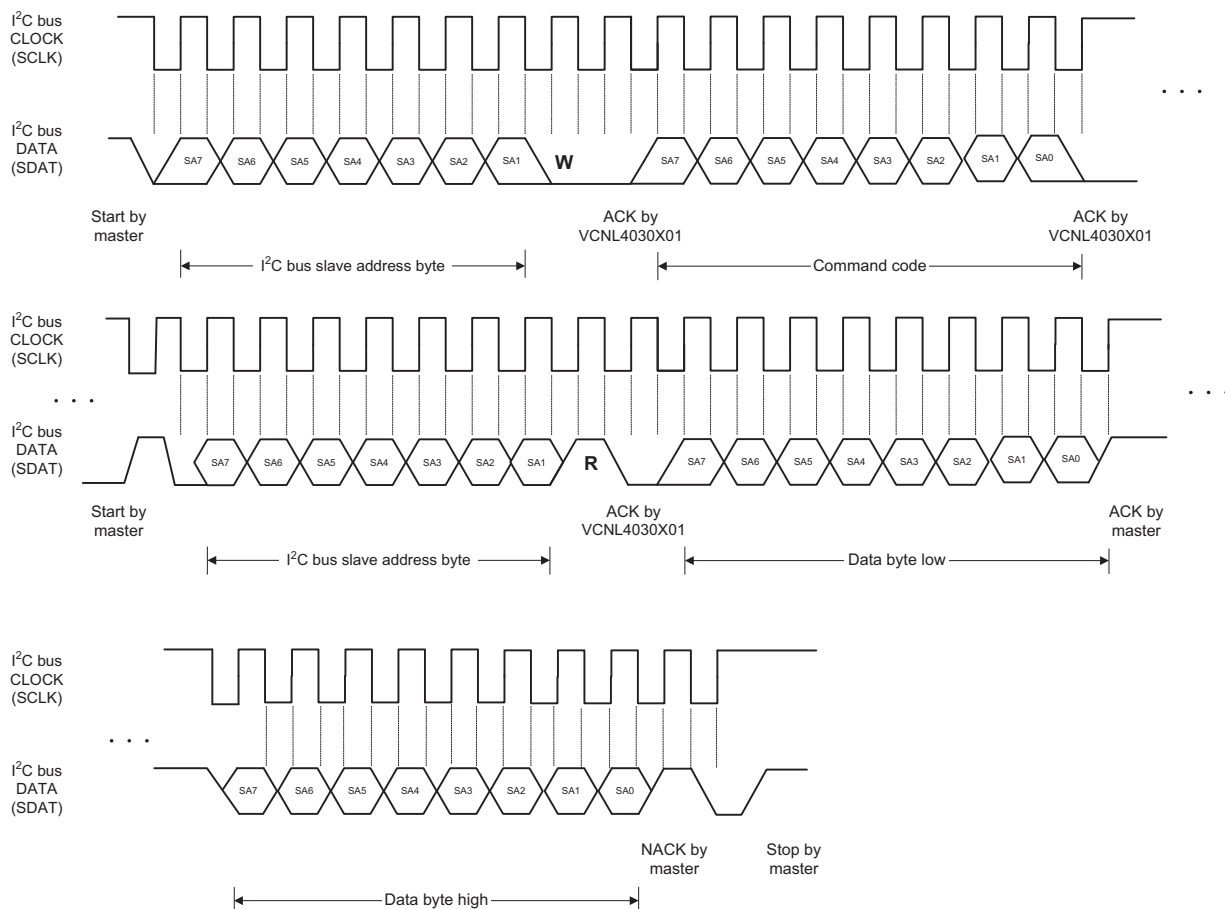 I²C bus
CLOCK
(SCLK)
. . .
I²C bus
DATA
(SDAT)
SA7 SA6 SA5 SA4 SA3 SA2 SA1 W SA7 SA6 SA5 SA4 SA3 SA2 SA1 SA0
Start by
master
ACK by
VCNL4030X01
ACK by
VCNL4030X01
I²C bus slave address byte
Command code
I²C bus
CLOCK
(SCLK)
. . .
. . .
I²C bus
DATA
(SDAT)
SA7 SA6 SA5 SA4 SA3 SA2 SA1 R SA7 SA6 SA5 SA4 SA3 SA2 SA1 SA0
Start by
master
ACK by
VCNL4030X01
ACK by
master
I²C bus slave address byte
Data byte low
I²C bus
CLOCK
(SCLK)
. . .
I²C bus
DATA
(SDAT)
SA7 SA6 SA5 SA4 SA3 SA2 SA1 SA0
NACK by
master
Stop by
master
Data byte high